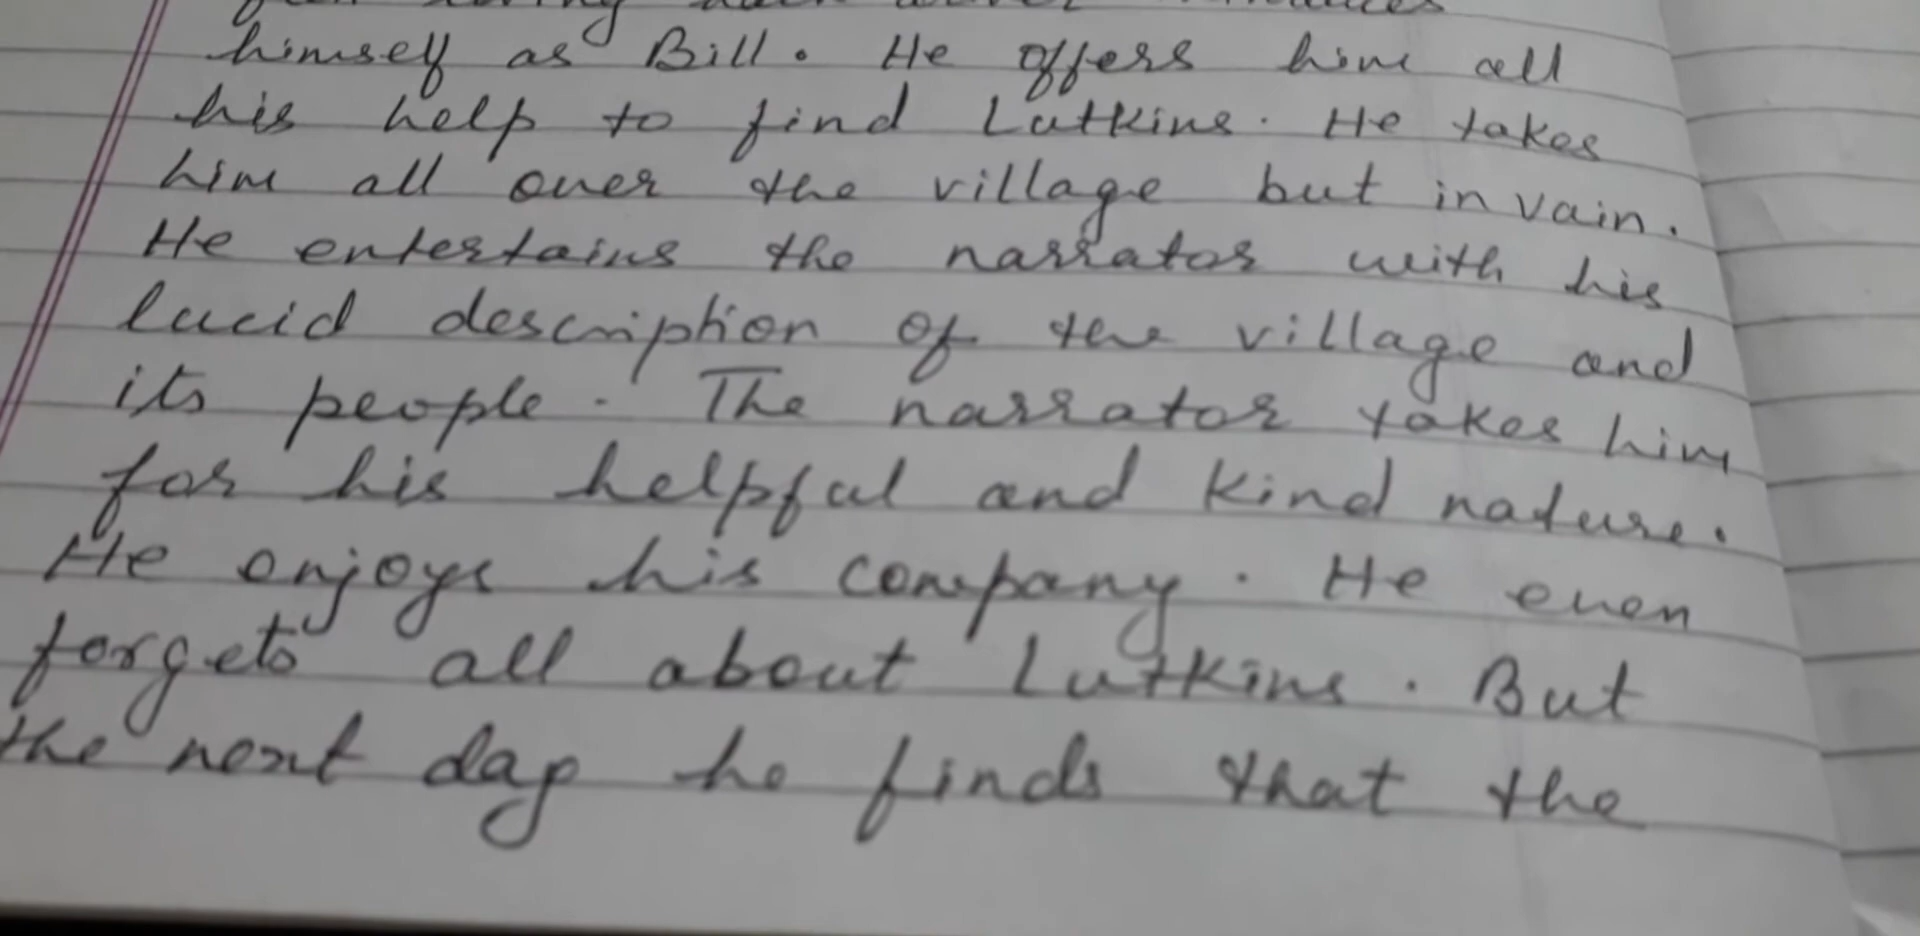 himself as Bill. He offers him all
his help to find Lutkins. He takes
him all over the village but in vain.
He entertains the narrator with his
lucid description of the village and
its people. The narrator takes him
for his helpful and kind nature.
He enjoys his company. He even
forgets all about Lutkins. But
the next day he finds that the